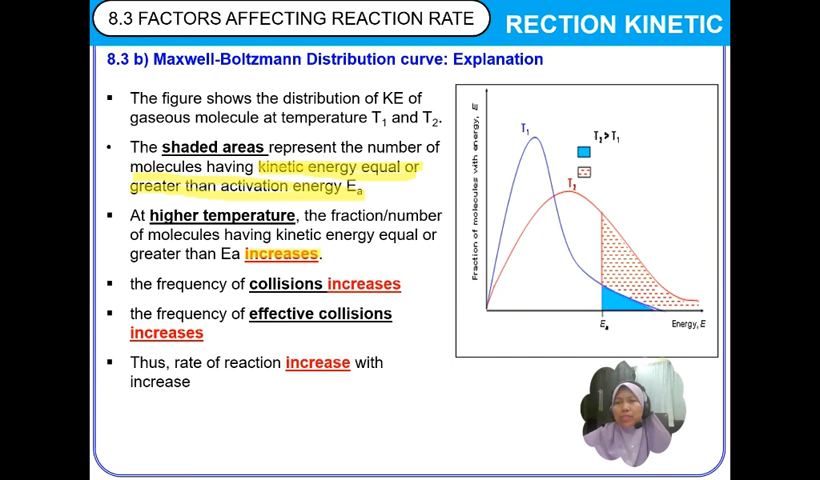 8.3 FACTORS AFFECTING REACTION RATE
RECTION KINETIC
8.3 b) Maxwell-Boltzmann Distribution curve: Explanation
The figure shows the distribution of KE of
gaseous molecule at temperature T₁ and T₂.
The shaded areas represent the number of
molecules having kinetic energy equal or
greater than activation energy Eₐ
At higher temperature, the fraction/number
of molecules having kinetic energy equal or
greater than Ea increases.
the frequency of collisions increases
the frequency of effective collisions
increases
Thus, rate of reaction increase with
increase
Fraction of molecules with energy, E
T₁
T₂ > T₁
T₂
Eₐ
Energy, E